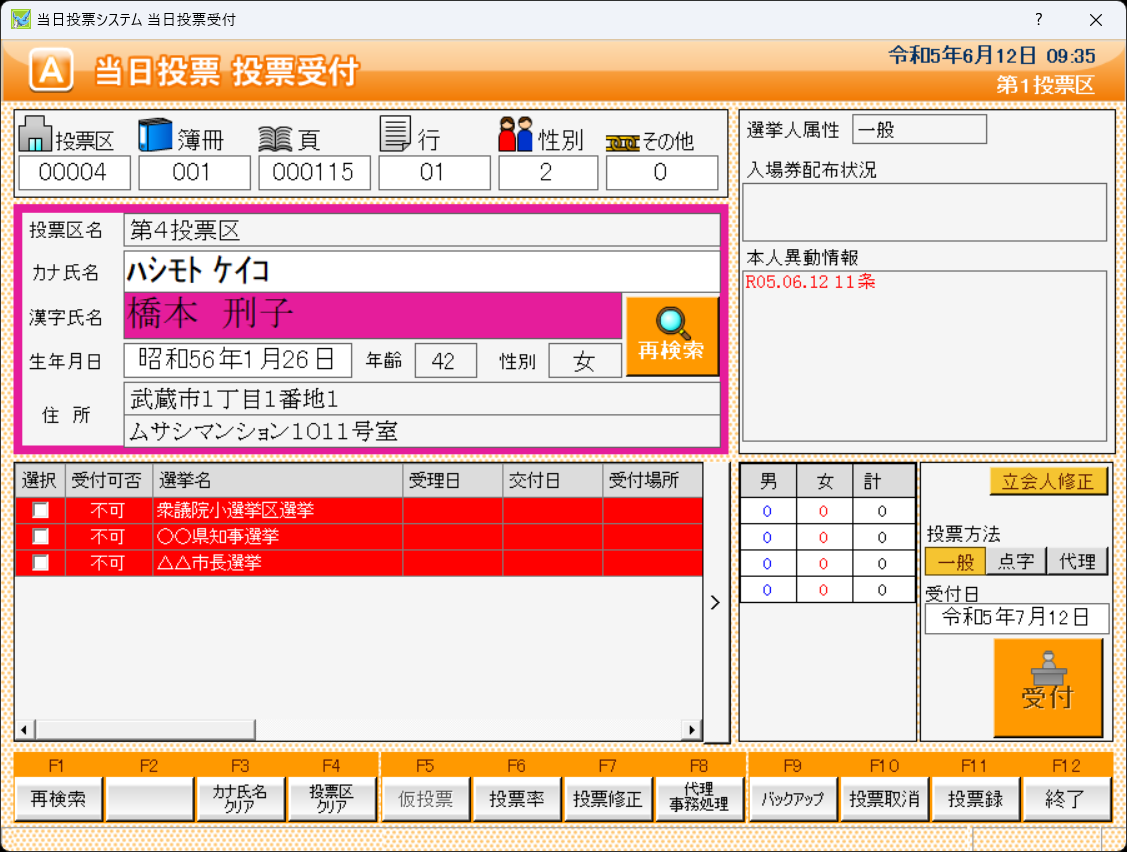 当日投票システム 当日投票受付
?
A 当日投票 投票受付
令和5年6月12日 09:35
第1投票区
投票区 簿冊 頁 行 性別 その他
00004 001 000115 01 2 0
選挙人属性 一般
入場券配布状況
本人異動情報
R05.06.12 11条
投票区名 第4投票区
カナ氏名 ハシモト ケイコ
漢字氏名 橋本 刑子
再検索
生年月日 昭和56年1月26日 年齢 42 性別 女
住 所 武蔵市1丁目1番地1
ムサシマンション1011号室
選択 受付可否 選挙名 受理日 交付日 受付場所
不可 衆議院小選挙区選挙
不可 〇〇県知事選挙
不可 △△市長選挙
>
男 女 計
0 0 0
0 0 0
0 0 0
0 0 0
立会人修正
投票方法
一般 点字 代理
受付日
令和5年7月12日
受付
F1 F2 F3 F4 F5 F6 F7 F8 F9 F10 F11 F12
再検索 カナ氏名クリア 投票区クリア 仮投票 投票率 投票修正 代理事務処理 バックアップ 投票取消 投票録 終了